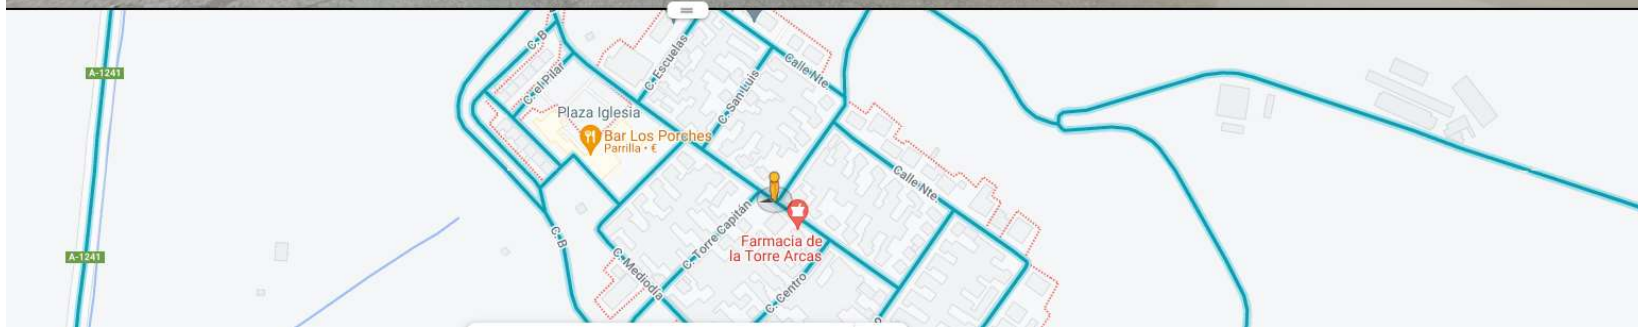 A-1241
C. B
C. el Pilar
C. Escuelas
C. San Luis
Calle Nte
Plaza Iglesia
Bar Los Porches
Parrilla • €
Calle Nte
C. Torre Capitán
Farmacia de
la Torre Arcas
A-1241
C. B
C. Mediodía
C. Centro